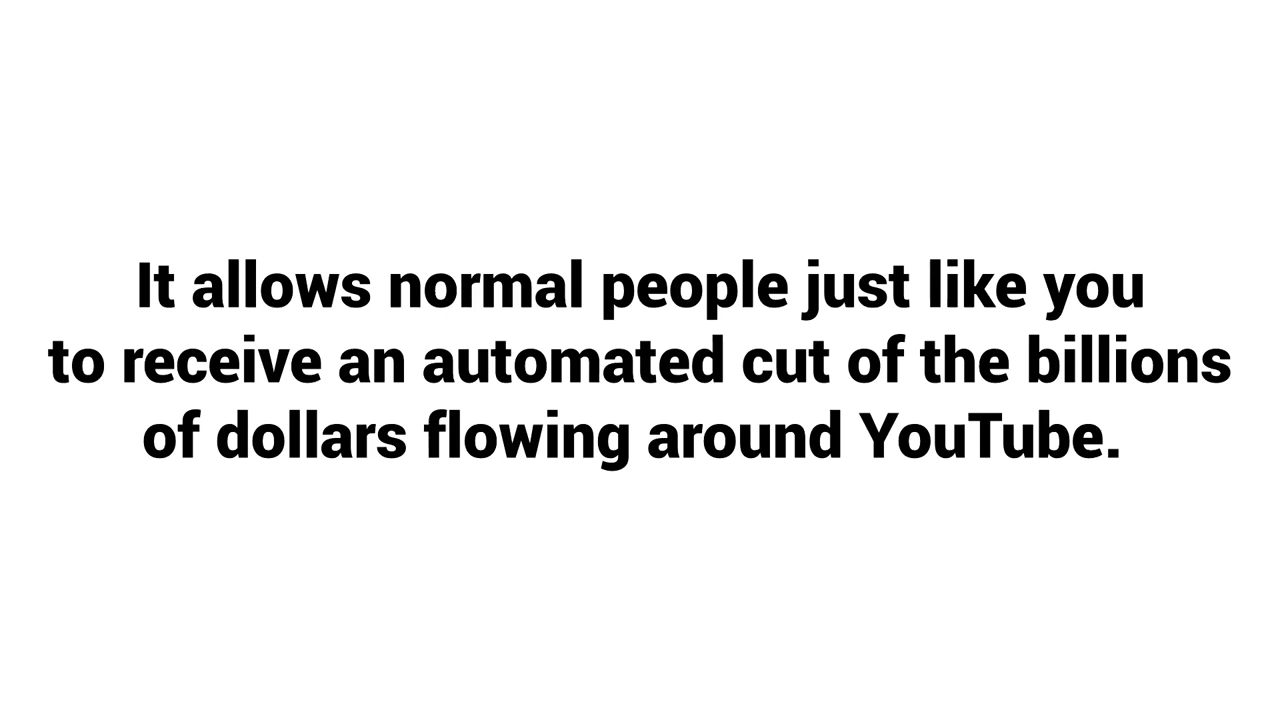 It allows normal people just like you
to receive an automated cut of the billions
of dollars flowing around YouTube.